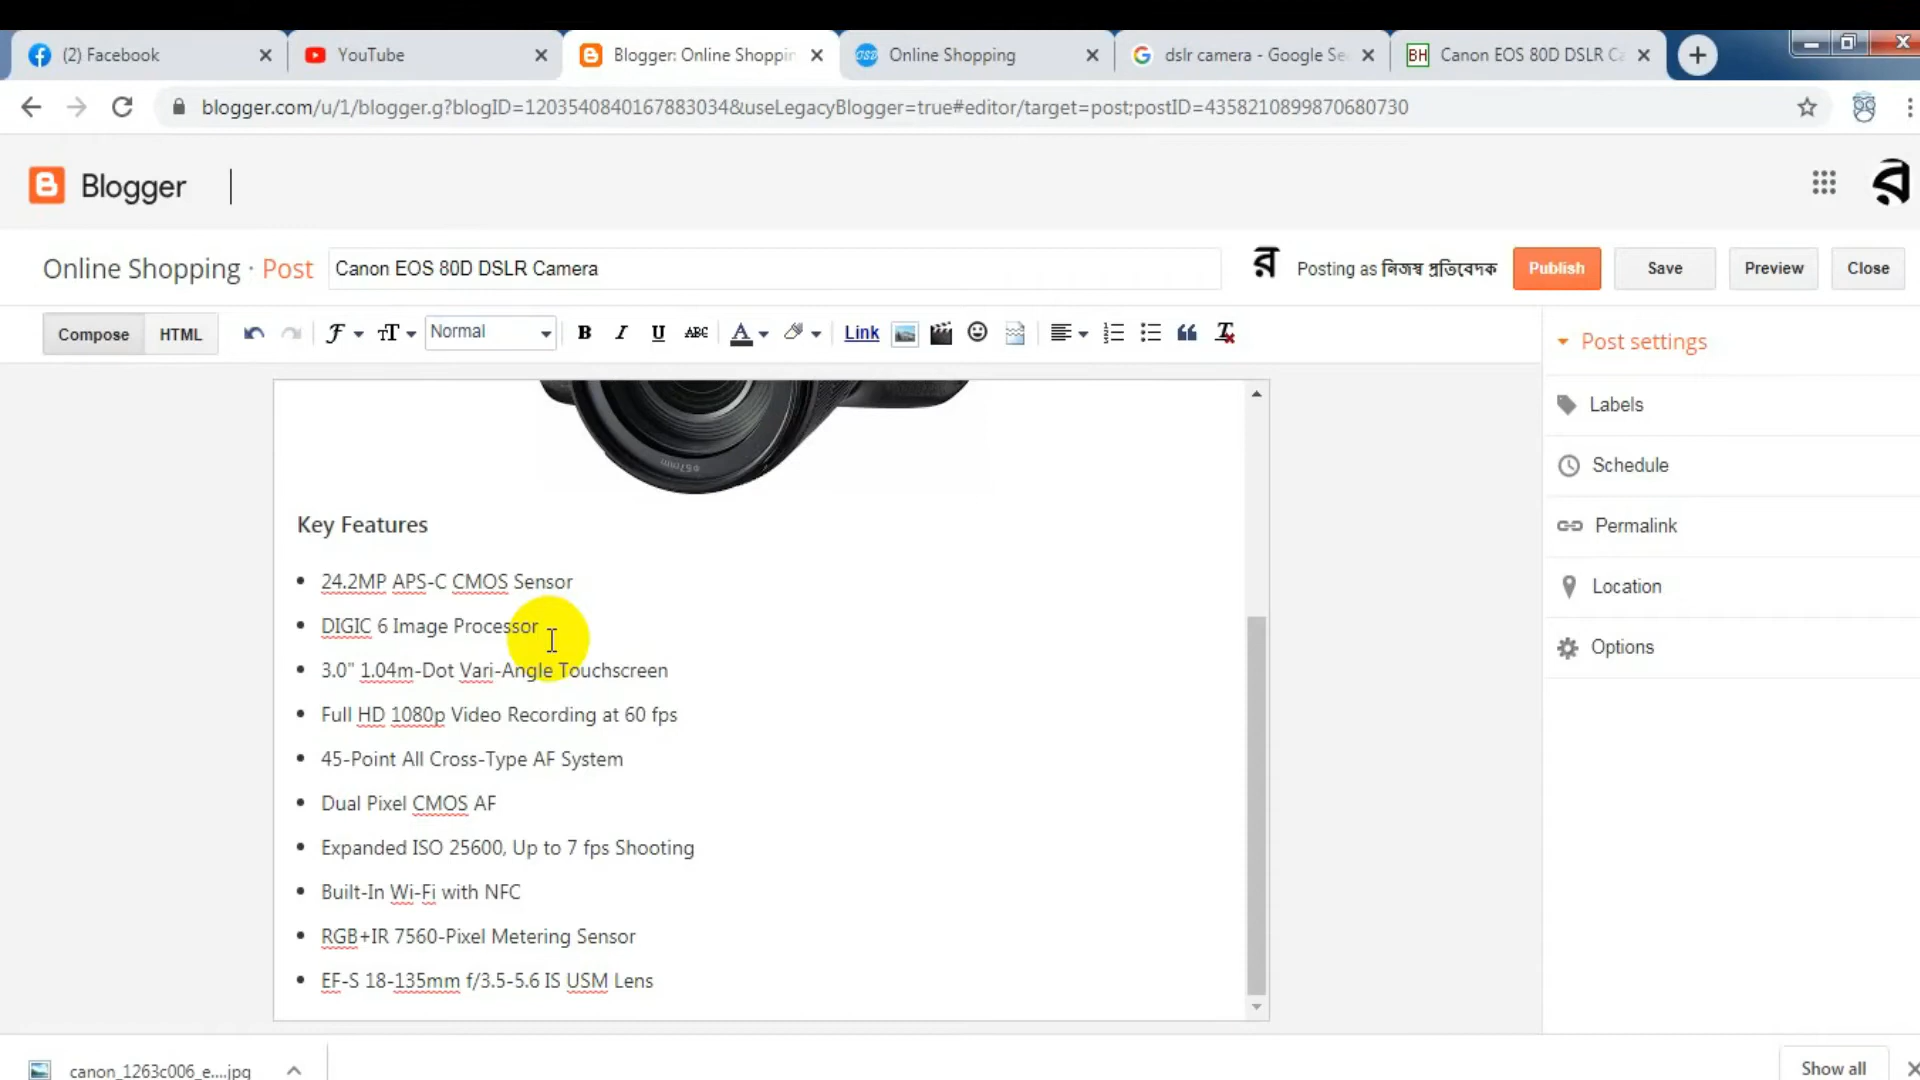 (2) Facebook
YouTube
Blogger: Online Shoppin
Online Shopping
dslr camera - Google Se
BH Canon EOS 80D DSLR Ca
blogger.com/u/1/blogger.g?blogID=1203540840167883034&useLegacyBlogger=true#editor/target=post;postID=4358210899870680730
Blogger
Online Shopping · Post
Canon EOS 80D DSLR Camera
Posting as নিজস্ব প্রতিবেদক
Publish
Save
Preview
Close
Compose
HTML
Normal
B I U ABC A Link
Post settings
Labels
Schedule
Permalink
Location
Options
Key Features
24.2MP APS-C CMOS Sensor
DIGIC 6 Image Processor
3.0" 1.04m-Dot Vari-Angle Touchscreen
Full HD 1080p Video Recording at 60 fps
45-Point All Cross-Type AF System
Dual Pixel CMOS AF
Expanded ISO 25600, Up to 7 fps Shooting
Built-In Wi-Fi with NFC
RGB+IR 7560-Pixel Metering Sensor
EF-S 18-135mm f/3.5-5.6 IS USM Lens
canon_1263c006_e....jpg
Show all